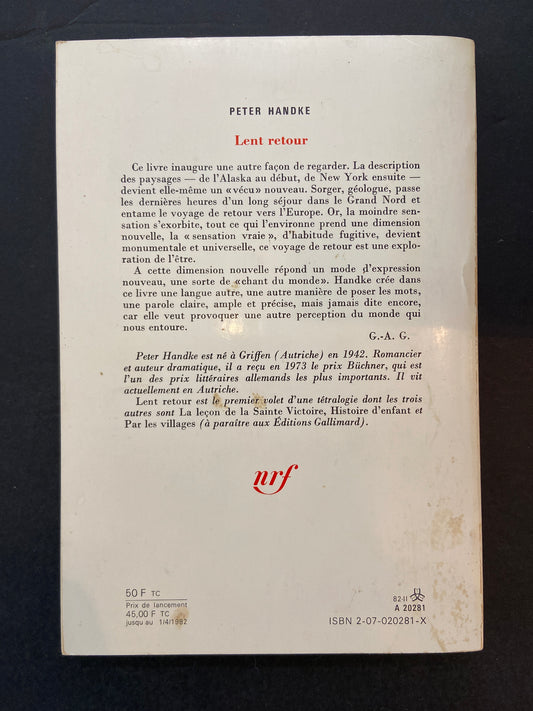 PETER HANDKE
Lent retour
Ce livre inaugure une autre façon de regarder. La description
des paysages — de l'Alaska au début, de New York ensuite —
devient elle-même un «vécu» nouveau. Sorger, géologue, passe
les dernières heures d'un long séjour dans le Grand Nord et
entame le voyage de retour vers l'Europe. Or, la moindre sen-
sation s'exorbite, tout ce qui l'environne prend une dimension
nouvelle, la « sensation vraie », d'habitude fugitive, devient
monumentale et universelle, ce voyage de retour est une explo-
ration de l'être.
A cette dimension nouvelle répond un mode d'expression
nouveau, une sorte de «chant du monde». Handke crée dans
ce livre une langue autre, une autre manière de poser les mots,
une parole claire, ample et précise, mais jamais dite encore,
car elle veut provoquer une autre perception du monde qui
nous entoure.
G.-A. G.
Peter Handke est né à Griffen (Autriche) en 1942. Romancier
et auteur dramatique, il a reçu en 1973 le prix Büchner, qui est
l'un des prix littéraires allemands les plus importants. Il vit
actuellement en Autriche.
Lent retour est le premier volet d'une tétralogie dont les trois
autres sont La leçon de la Sainte Victoire, Histoire d'enfant et
Par les villages (à paraître aux Éditions Gallimard).
nrf
50 F TC
Prix de lancement
45,00 F TC
jusqu'au 1/4/1982
82-II
A 20281
ISBN 2-07-020281-X